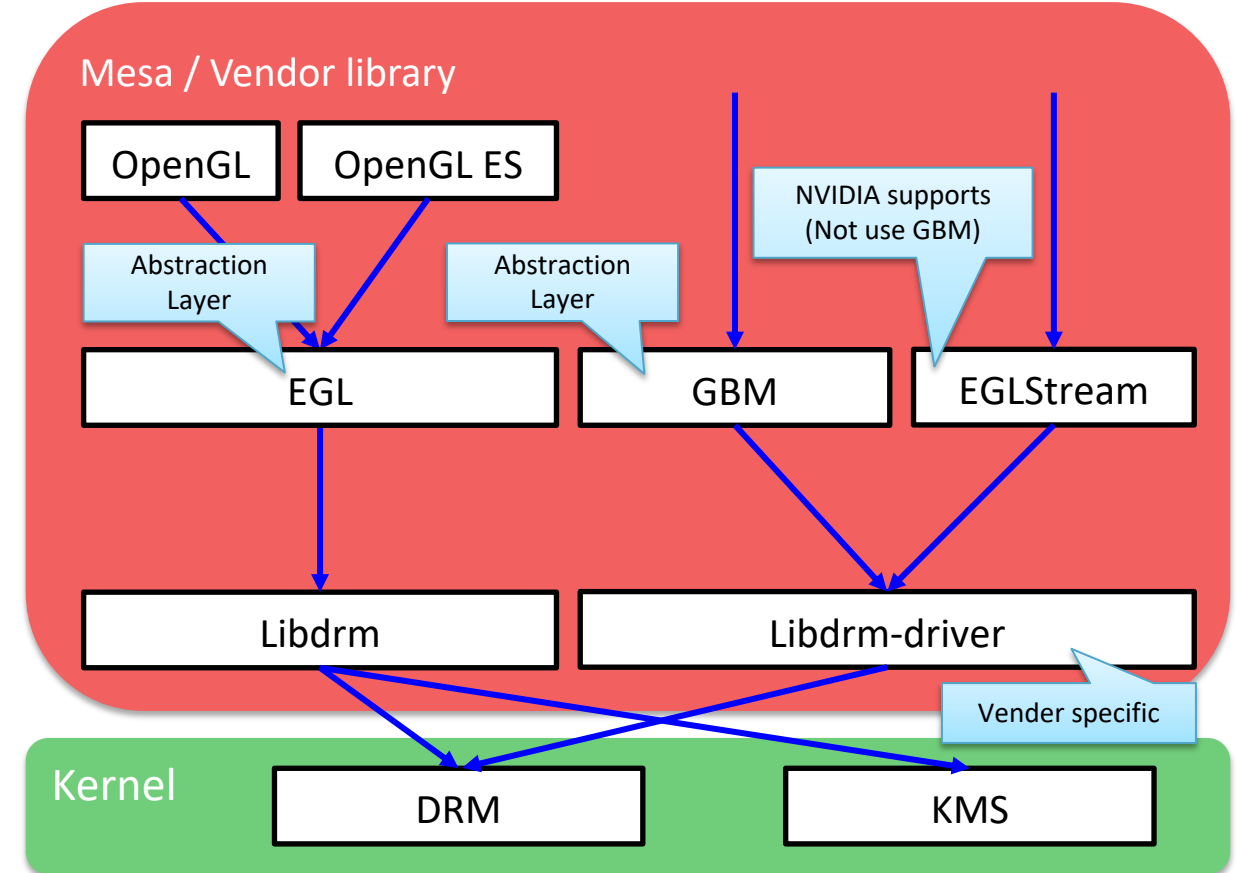 Mesa / Vendor library
OpenGL
OpenGL ES
NVIDIA supports
(Not use GBM)
Abstraction
Layer
Abstraction
Layer
EGL
GBM
EGLStream
Libdrm
Libdrm-driver
Vender specific
Kernel
DRM
KMS